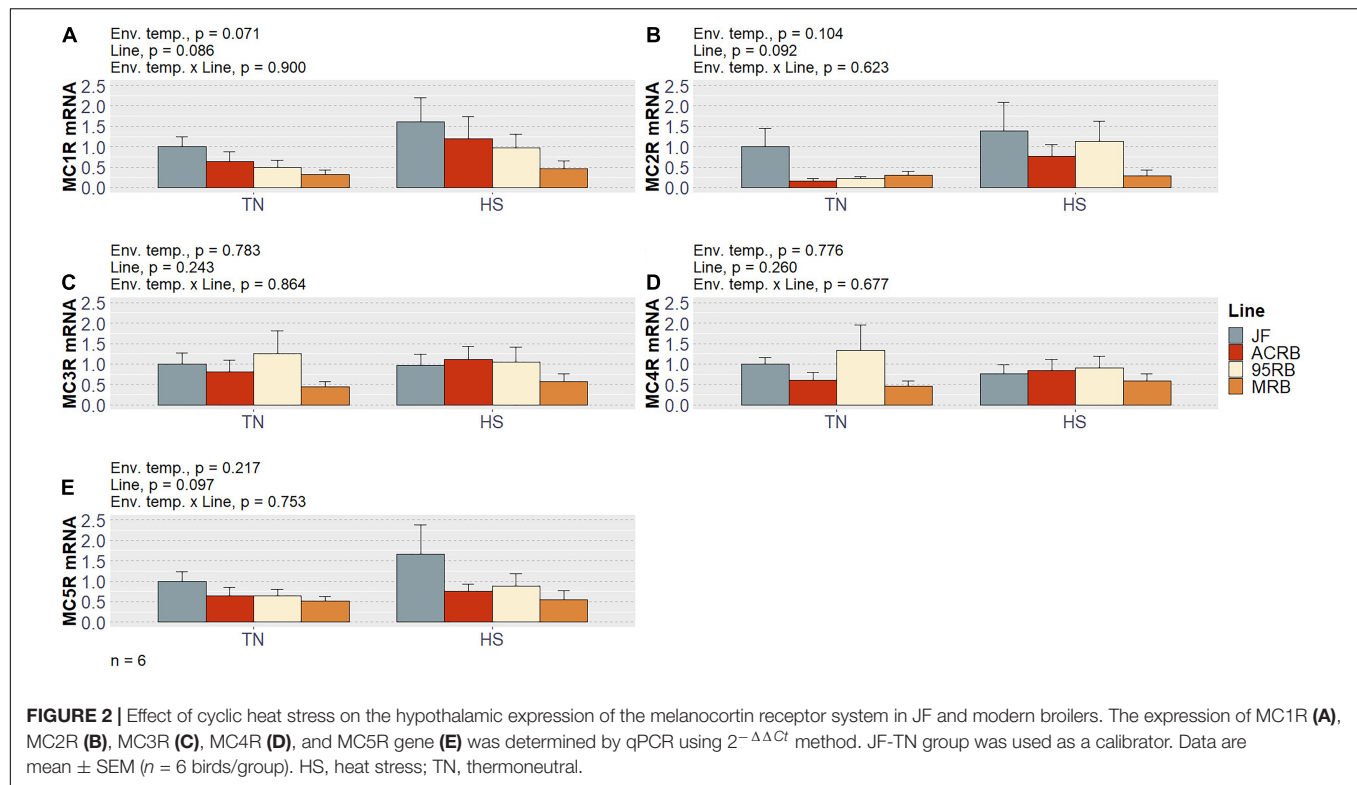 A
Env. temp., p = 0.071
Line, p = 0.086
Env. temp. x Line, p = 0.900
MC1R mRNA
2.5
2.0
1.5
1.0
0.5
0.0
TN
HS
B
Env. temp., p = 0.104
Line, p = 0.092
Env. temp. x Line, p = 0.623
MC2R mRNA
2.5
2.0
1.5
1.0
0.5
0.0
TN
HS
C
Env. temp., p = 0.783
Line, p = 0.243
Env. temp. x Line, p = 0.864
MC3R mRNA
2.5
2.0
1.5
1.0
0.5
0.0
TN
HS
D
Env. temp., p = 0.776
Line, p = 0.260
Env. temp. x Line, p = 0.677
MC4R mRNA
2.5
2.0
1.5
1.0
0.5
0.0
TN
HS
Line
JF
ACRB
95RB
MRB
E
Env. temp., p = 0.217
Line, p = 0.097
Env. temp. x Line, p = 0.753
MC5R mRNA
2.5
2.0
1.5
1.0
0.5
0.0
TN
HS
n = 6
FIGURE 2 | Effect of cyclic heat stress on the hypothalamic expression of the melanocortin receptor system in JF and modern broilers. The expression of MC1R (A),
MC2R (B), MC3R (C), MC4R (D), and MC5R gene (E) was determined by qPCR using 2^−ΔΔCt method. JF-TN group was used as a calibrator. Data are
mean ± SEM (n = 6 birds/group). HS, heat stress; TN, thermoneutral.